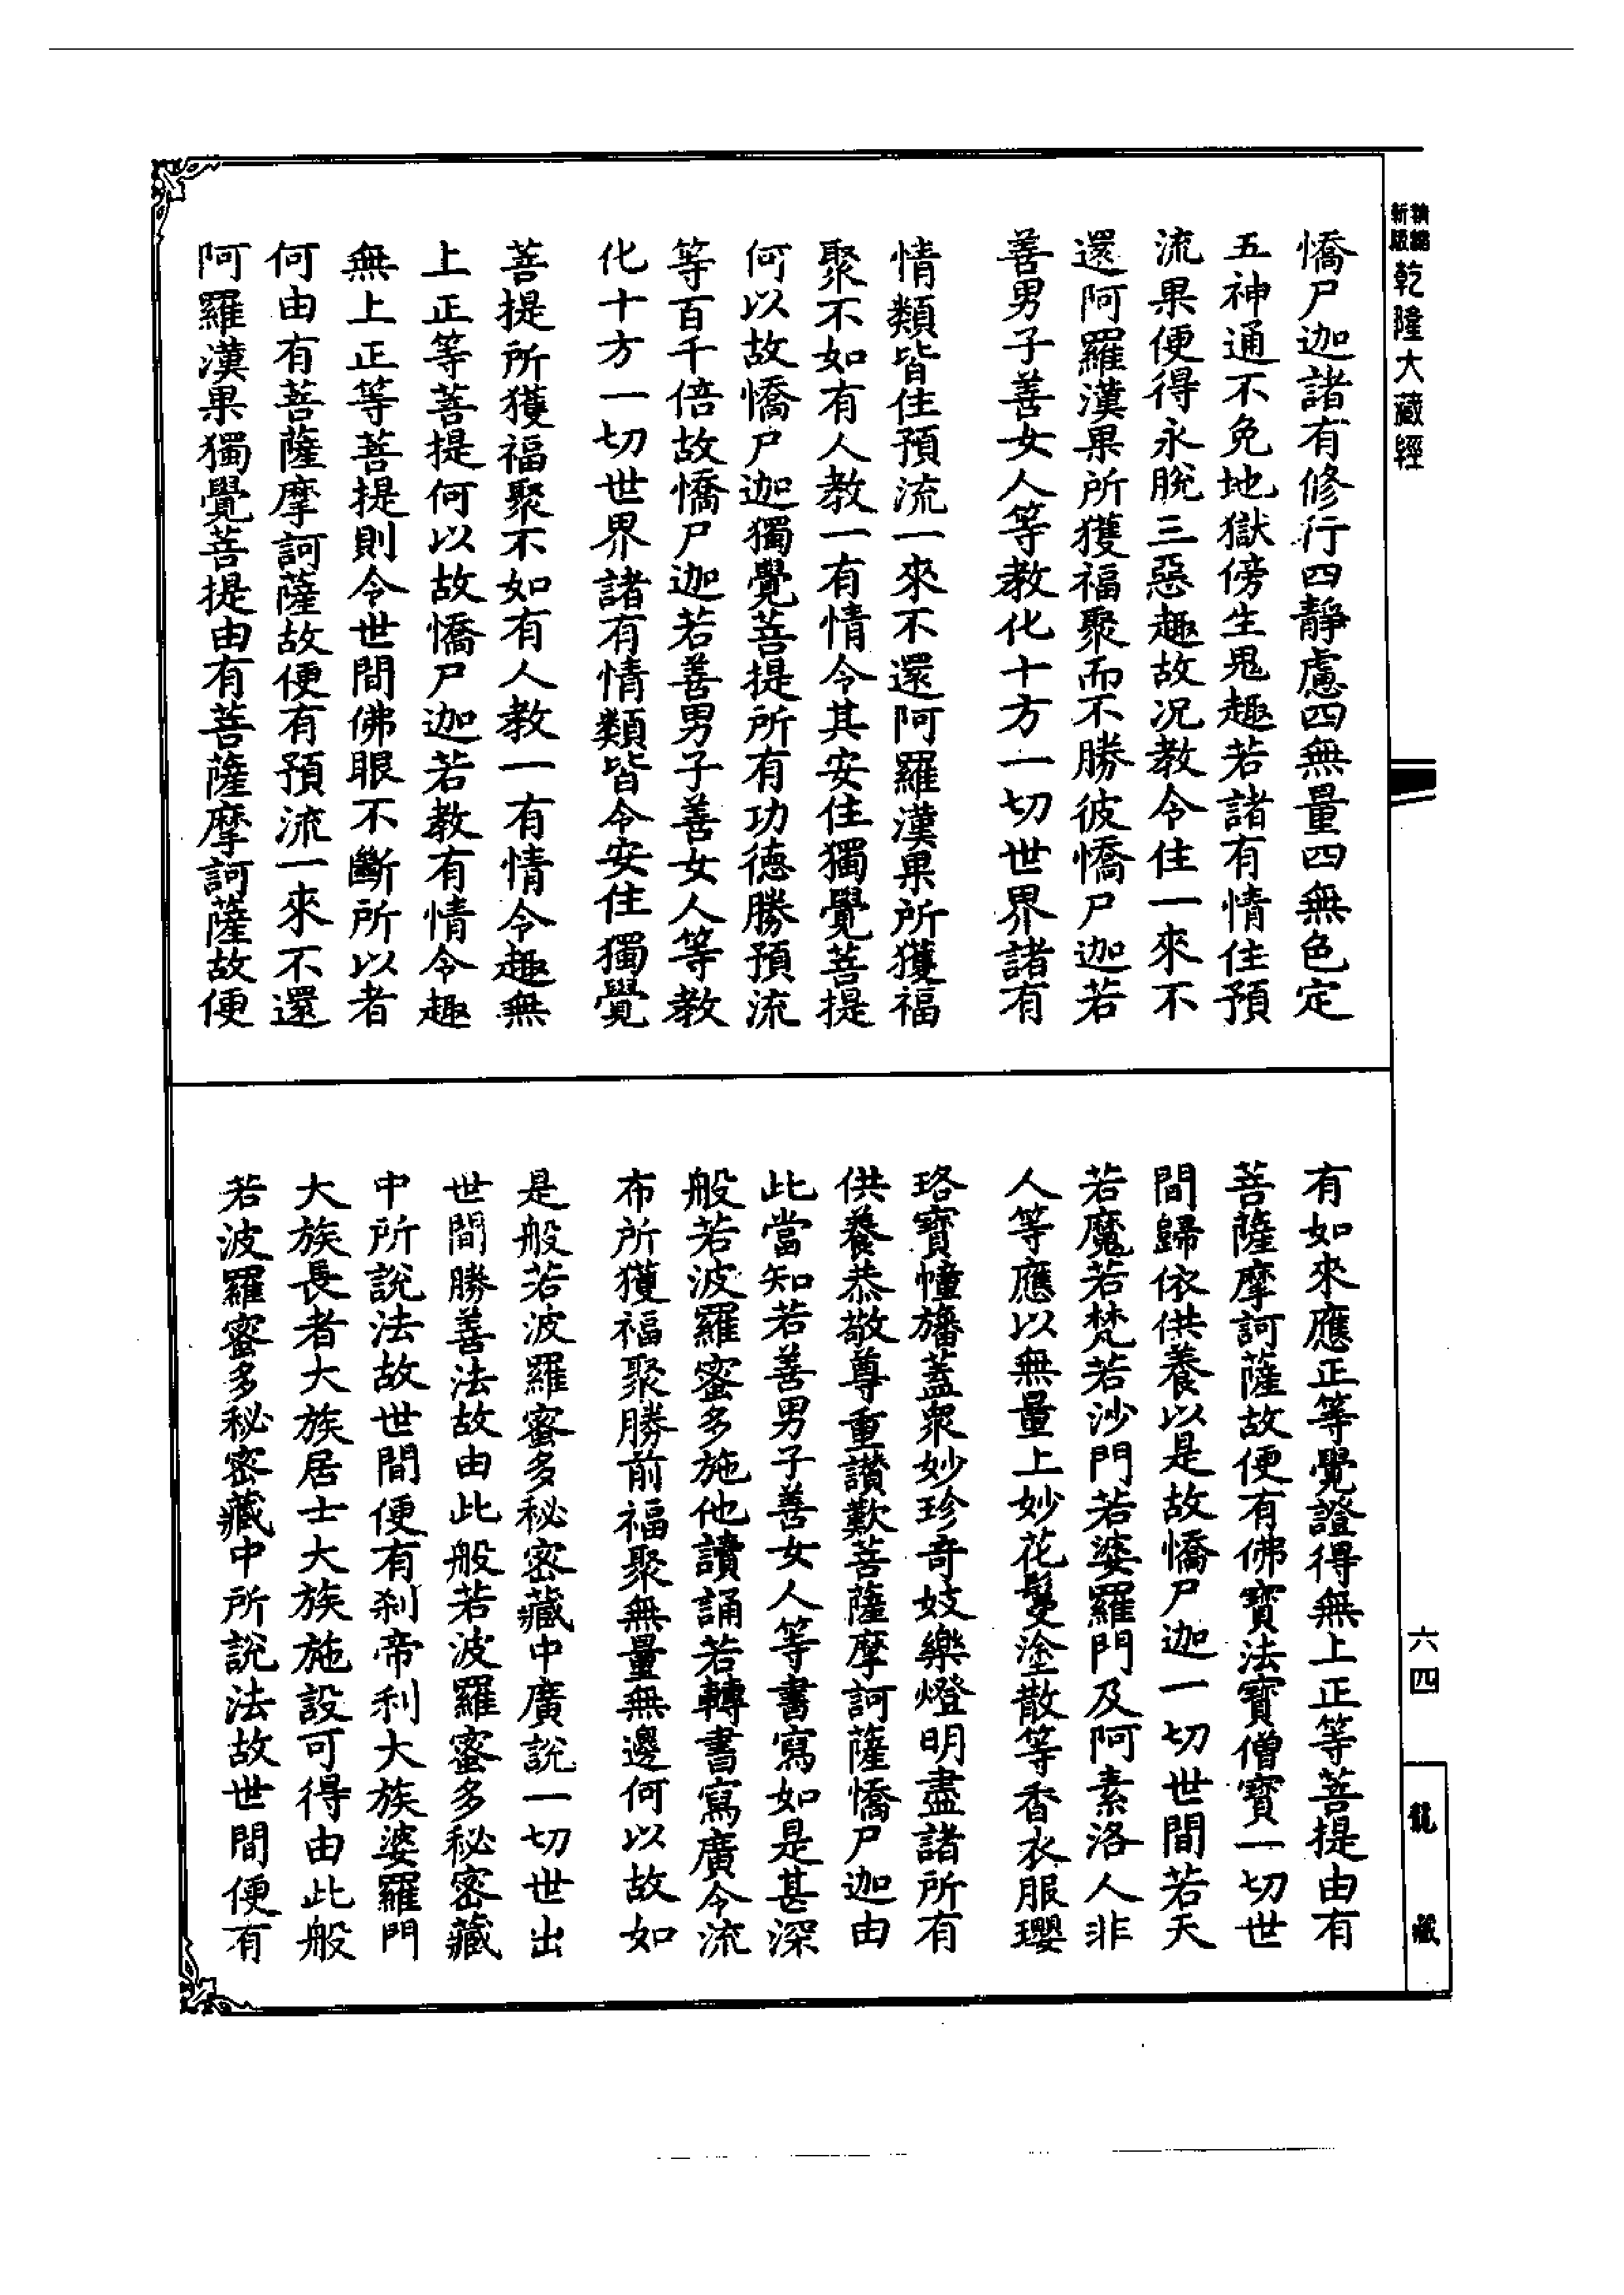 新版精縮乾隆大藏經
憍尸迦諸有修行四靜慮四無量四無色定
五神通不免地獄傍生鬼趣若諸有情住預
流果便得永脫三惡趣故況教令住一來不
還阿羅漢果所獲福聚而不勝彼憍尸迦若
善男子善女人等教化十方一切世界諸有
情類皆住預流一來不還阿羅漢果所獲福
聚不如有人教一有情令其安住獨覺菩提
何以故憍尸迦獨覺菩提所有功德勝預流
等百千倍故憍尸迦若善男子善女人等教
化十方一切世界諸有情類皆令安住獨覺
菩提所獲福聚不如有人教一有情令趣無
上正等菩提何以故憍尸迦若教有情令趣
無上正等菩提則令世間佛眼不斷所以者
何由有菩薩摩訶薩故便有預流一來不還
阿羅漢果獨覺菩提由有菩薩摩訶薩故便
有如來應正等覺證得無上正等菩提由有
菩薩摩訶薩故便有佛寶法寶僧寶一切世
間歸依供養以是故憍尸迦一切世間若天
若魔若梵若沙門若婆羅門及阿素洛人非
人等應以無量上妙花鬘塗散等香衣服瓔
珞寶幢旛蓋眾妙珍奇妓樂燈明盡諸所有
供養恭敬尊重讚歎菩薩摩訶薩憍尸迦由
此當知若善男子善女人等書寫如是甚深
般若波羅蜜多施他讀誦若轉書寫廣令流
布所獲福聚勝前福聚無量無邊何以故如
是般若波羅蜜多秘密藏中廣說一切世出
世間勝善法故由此般若波羅蜜多秘密藏
中所說法故世間便有剎帝利大族婆羅門
大族長者大族居士大族施設可得由此般
若波羅蜜多秘密藏中所說法故世間便有
六四
龍藏